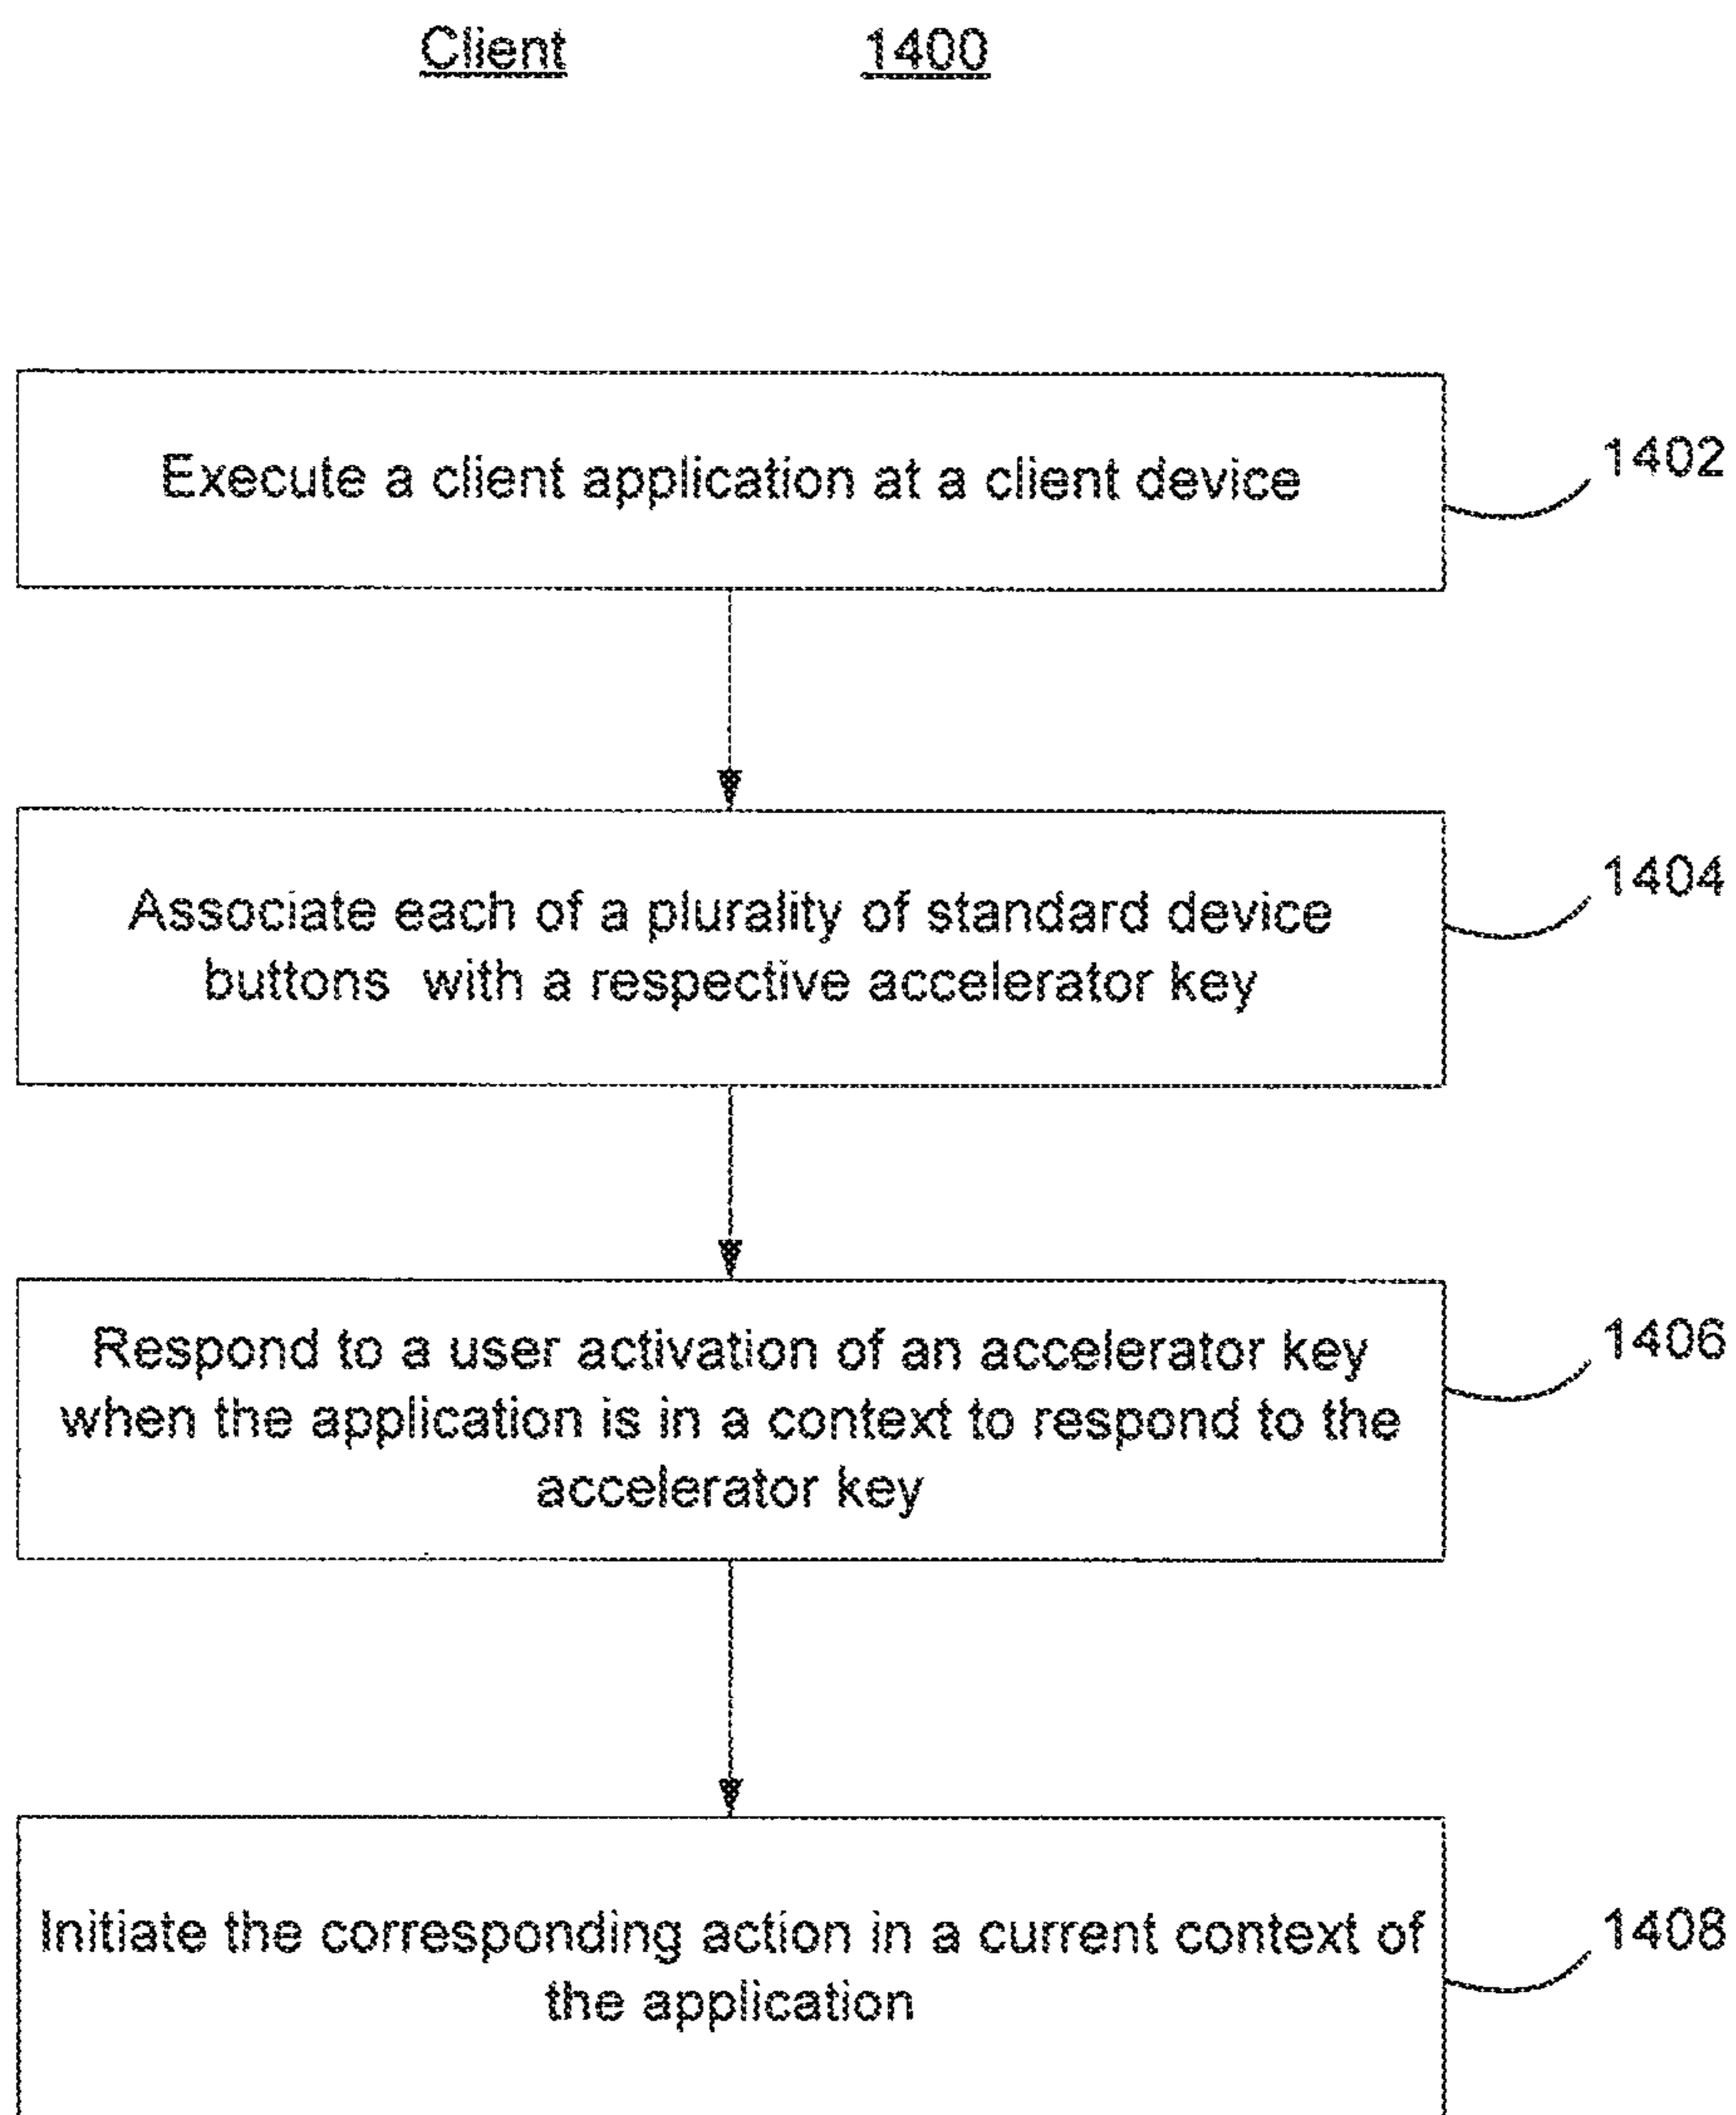 Client 1400
Execute a client application at a client device
1402
Associate each of a plurality of standard device
buttons with a respective accelerator key
1404
Respond to a user activation of an accelerator key
when the application is in a context to respond to the
accelerator key
1406
Initiate the corresponding action in a current context of
the application
1408